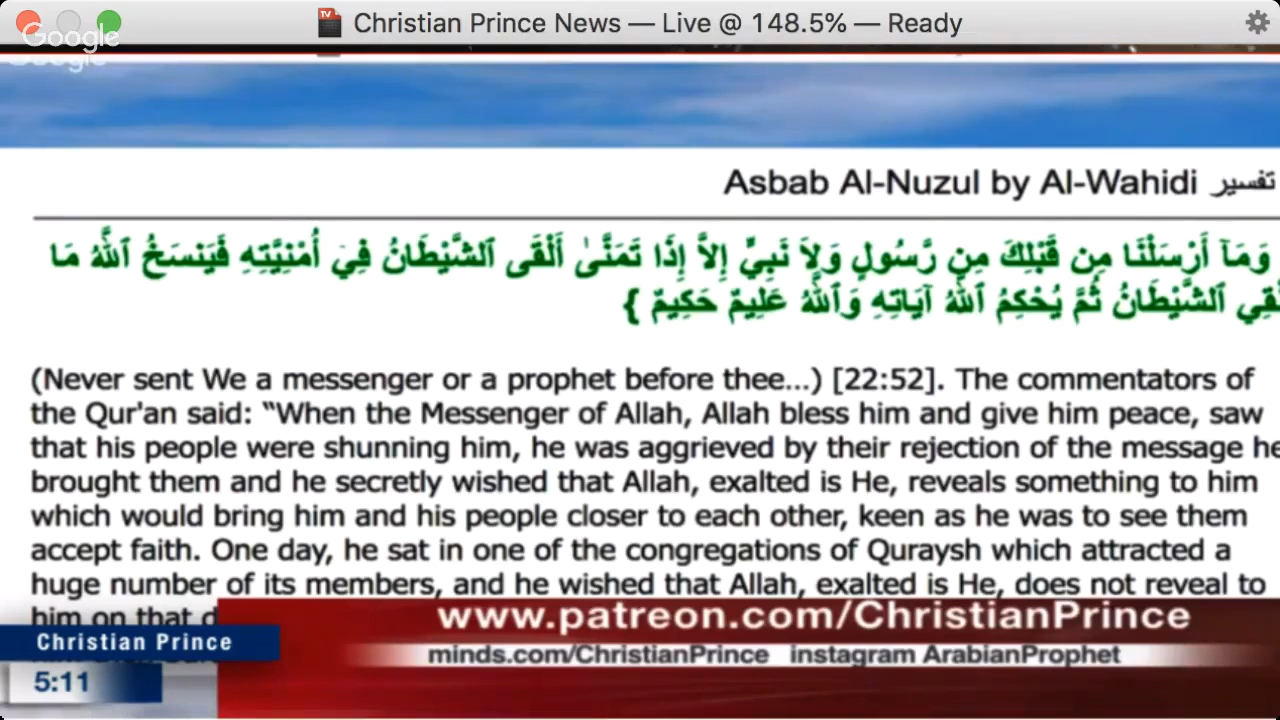 Christian Prince News — Live @ 148.5% — Ready
Google
Google
Asbab Al-Nuzul by Al-Wahidi تفسير
وَمَآ أَرْسَلْنَا مِن قَبْلِكَ مِن رَّسُولٍ وَلاَ نَبِيٍّ إِلاَّ إِذَا تَمَنَّىٰ أَلْقَى ٱلشَّيْطَانُ فِيۤ أُمْنِيَّتِهِ فَيَنسَخُ ٱللَّهُ مَا
ٱلشَّيْطَانُ ثُمَّ يُحْكِمُ ٱللَّهُ آيَاتِهِ وَٱللَّهُ عَلِيمٌ حَكِيمٌ }
(Never sent We a messenger or a prophet before thee...) [22:52]. The commentators of
the Qur'an said: “When the Messenger of Allah, Allah bless him and give him peace, saw
that his people were shunning him, he was aggrieved by their rejection of the message he
brought them and he secretly wished that Allah, exalted is He, reveals something to him
which would bring him and his people closer to each other, keen as he was to see them
accept faith. One day, he sat in one of the congregations of Quraysh which attracted a
huge number of its members, and he wished that Allah, exalted is He, does not reveal to
him on that
www.patreon.com/ChristianPrince
Christian Prince
minds.com/ChristianPrince instagram ArabianProphet
5:11